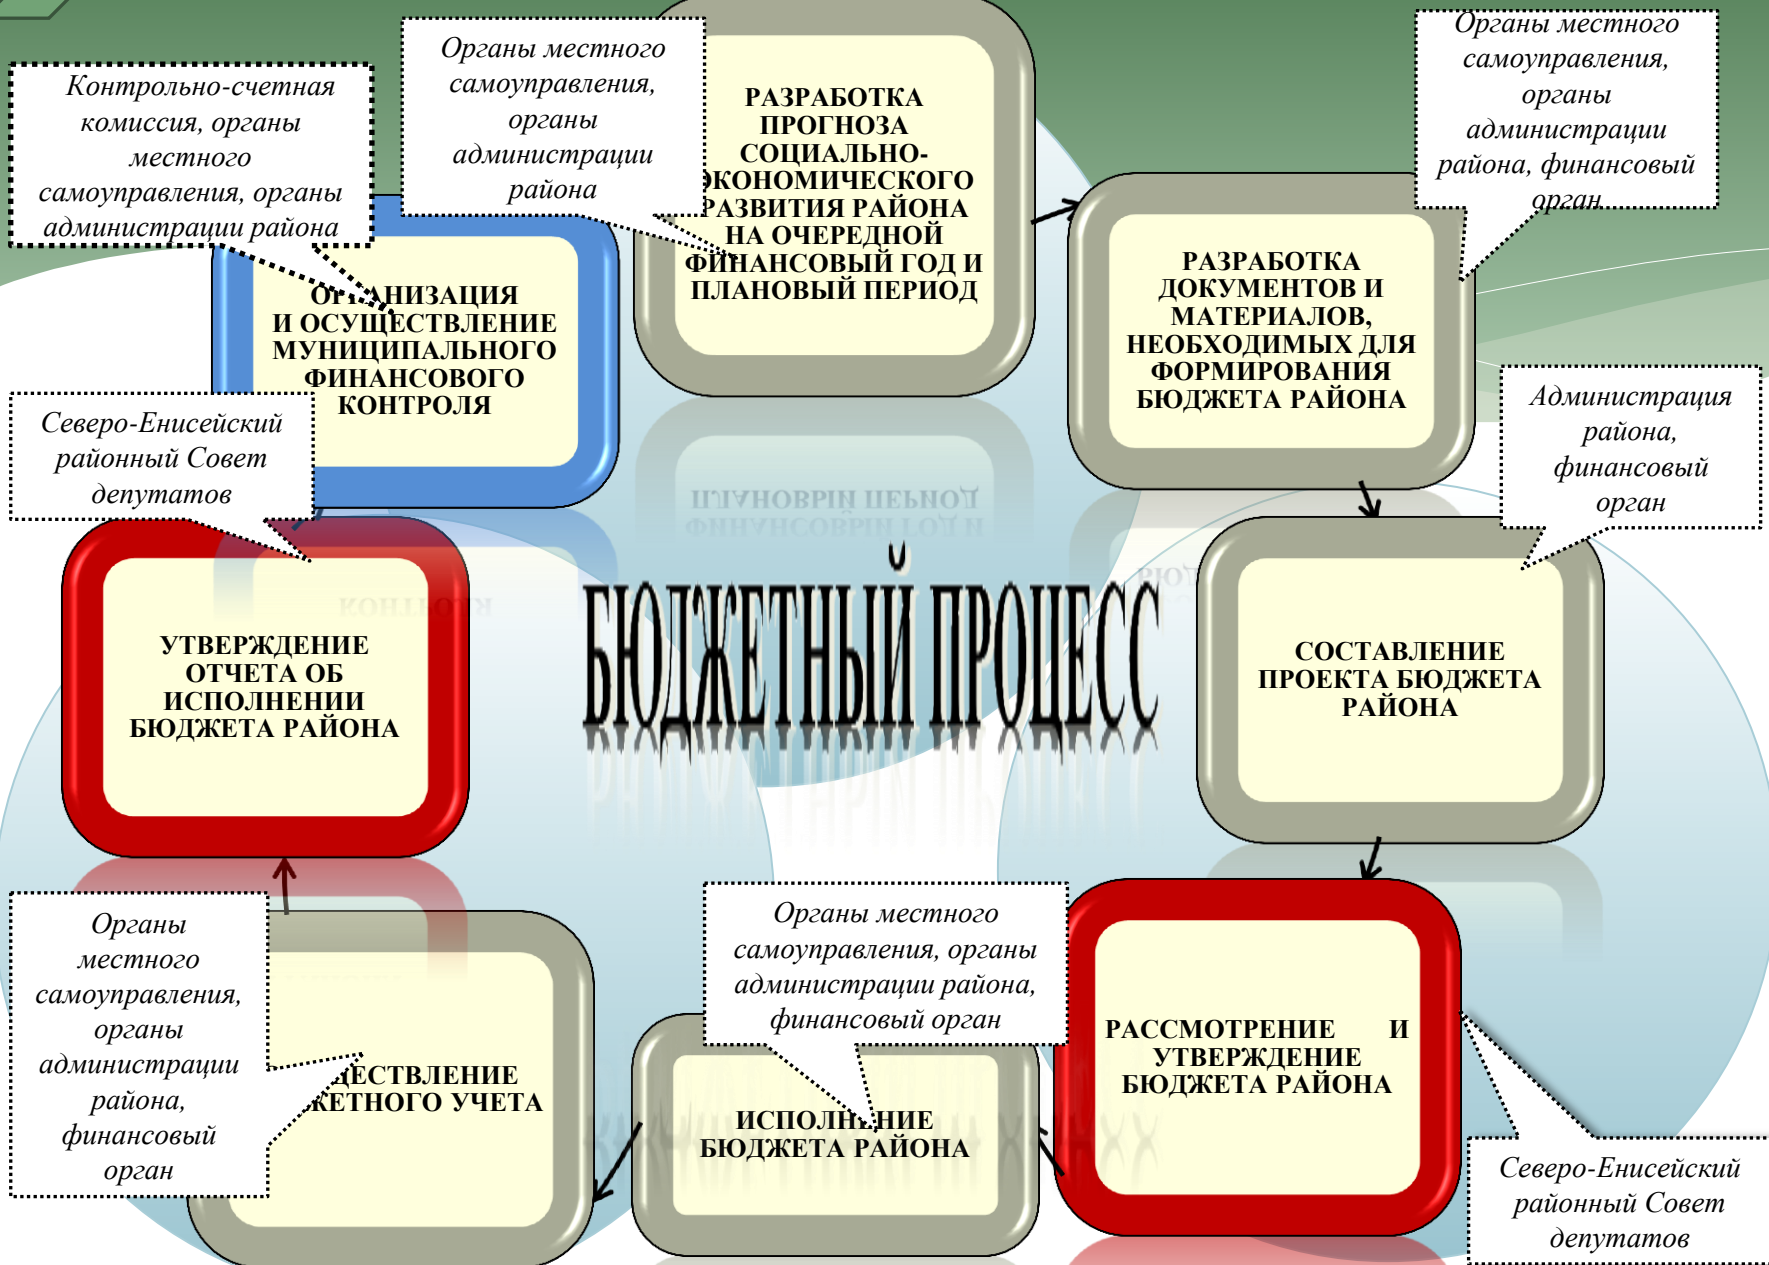 Контрольно-счетная
комиссия, органы
местного
самоуправления, органы
администрации района
Органы местного
самоуправления,
органы
администрации
района
РАЗРАБОТКА
ПРОГНОЗА
СОЦИАЛЬНО-
ЭКОНОМИЧЕСКОГО
РАЗВИТИЯ РАЙОНА
НА ОЧЕРЕДНОЙ
ФИНАНСОВЫЙ ГОД И
ПЛАНОВЫЙ ПЕРИОД
Органы местного
самоуправления,
органы
администрации
района, финансовый
орган
РАЗРАБОТКА
ДОКУМЕНТОВ И
МАТЕРИАЛОВ,
НЕОБХОДИМЫХ ДЛЯ
ФОРМИРОВАНИЯ
БЮДЖЕТА РАЙОНА
ОРГАНИЗАЦИЯ
И ОСУЩЕСТВЛЕНИЕ
МУНИЦИПАЛЬНОГО
ФИНАНСОВОГО
КОНТРОЛЯ
Администрация
района,
финансовый
орган
Северо-Енисейский
районный Совет
депутатов
БЮДЖЕТНЫЙ ПРОЦЕСС
СОСТАВЛЕНИЕ
ПРОЕКТА БЮДЖЕТА
РАЙОНА
УТВЕРЖДЕНИЕ
ОТЧЕТА ОБ
ИСПОЛНЕНИИ
БЮДЖЕТА РАЙОНА
Органы
местного
самоуправления,
органы
администрации
района,
финансовый
орган
ЩЕСТВЛЕНИЕ
ЖЕТНОГО УЧЕТА
Органы местного
самоуправления, органы
администрации района,
финансовый орган
ИСПОЛНЕНИЕ
БЮДЖЕТА РАЙОНА
РАССМОТРЕНИЕ И
УТВЕРЖДЕНИЕ
БЮДЖЕТА РАЙОНА
Северо-Енисейский
районный Совет
депутатов